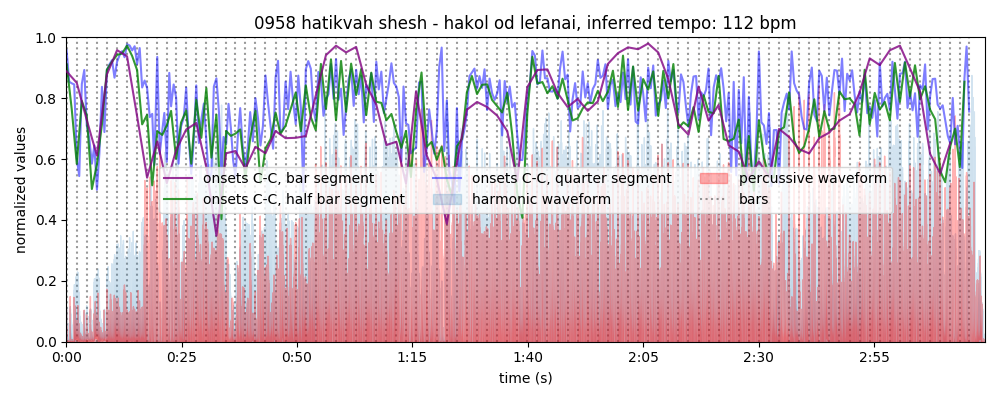 0958 hatikvah shesh - hakol od lefanai, inferred tempo: 112 bpm
normalized values
1.0
0.8
0.6
0.4
0.2
0.0
onsets C-C, bar segment
onsets C-C, half bar segment
onsets C-C, quarter segment
harmonic waveform
percussive waveform
bars
0:00 0:25 0:50 1:15 1:40 2:05 2:30 2:55
time (s)